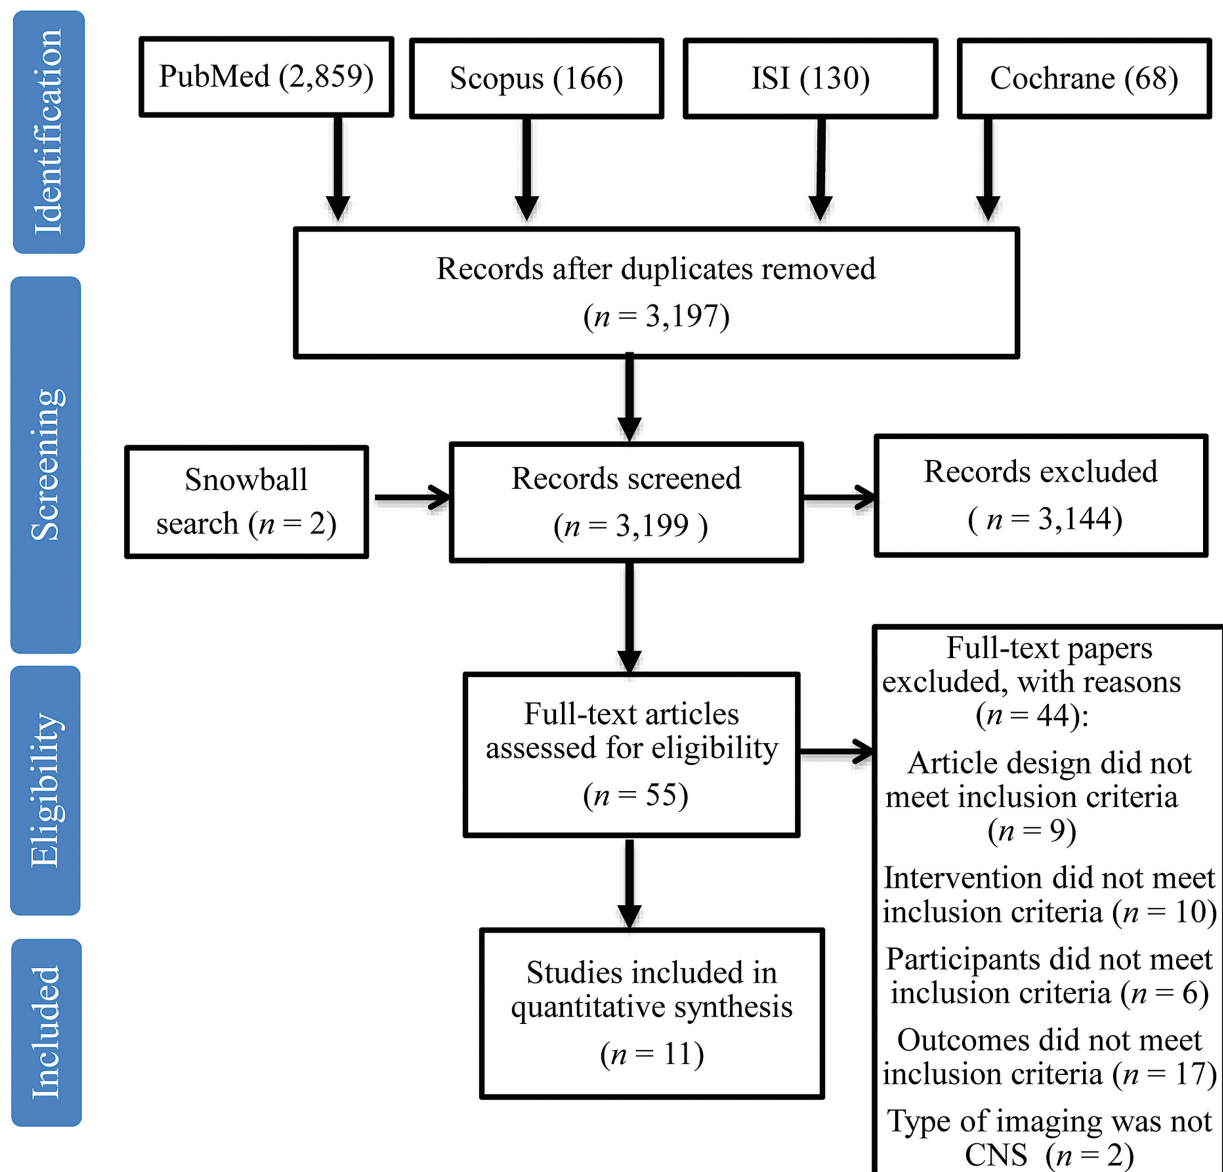 Identification
PubMed (2,859)
Scopus (166)
ISI (130)
Cochrane (68)
Records after duplicates removed
(n = 3,197)
Screening
Snowball
search (n = 2)
Records screened
(n = 3,199 )
Records excluded
( n = 3,144)
Eligibility
Full-text articles
assessed for eligibility
(n = 55)
Full-text papers
excluded, with reasons
(n = 44):
Article design did not
meet inclusion criteria
(n = 9)
Intervention did not meet
inclusion criteria (n = 10)
Participants did not meet
inclusion criteria (n = 6)
Outcomes did not meet
inclusion criteria (n = 17)
Type of imaging was not
CNS (n = 2)
Included
Studies included in
quantitative synthesis
(n = 11)